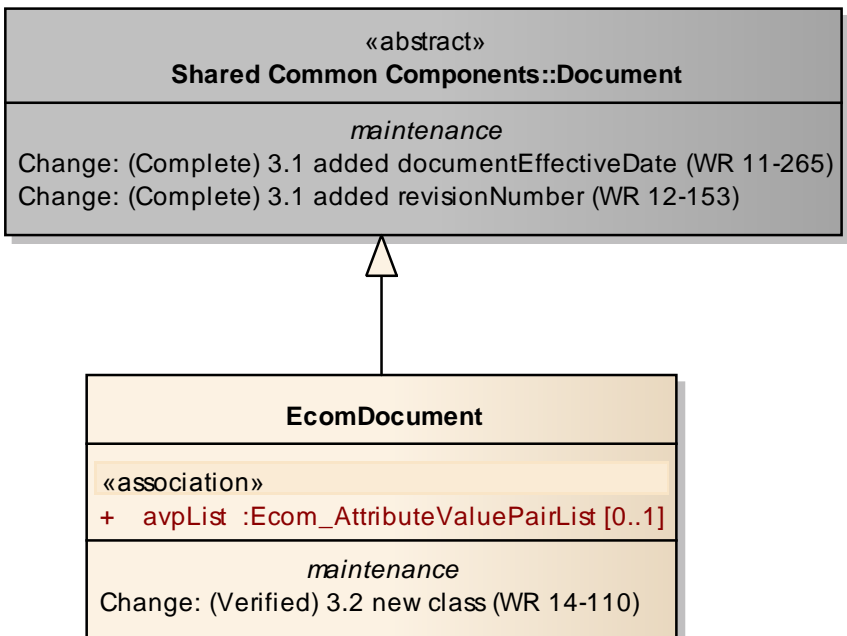 «abstract»
Shared Common Components::Document
maintenance
Change: (Complete) 3.1 added documentEffectiveDate (WR 11-265)
Change: (Complete) 3.1 added revisionNumber (WR 12-153)
EcomDocument
«association»
+ avpList :Ecom_AttributeValuePairList [0..1]
maintenance
Change: (Verified) 3.2 new class (WR 14-110)